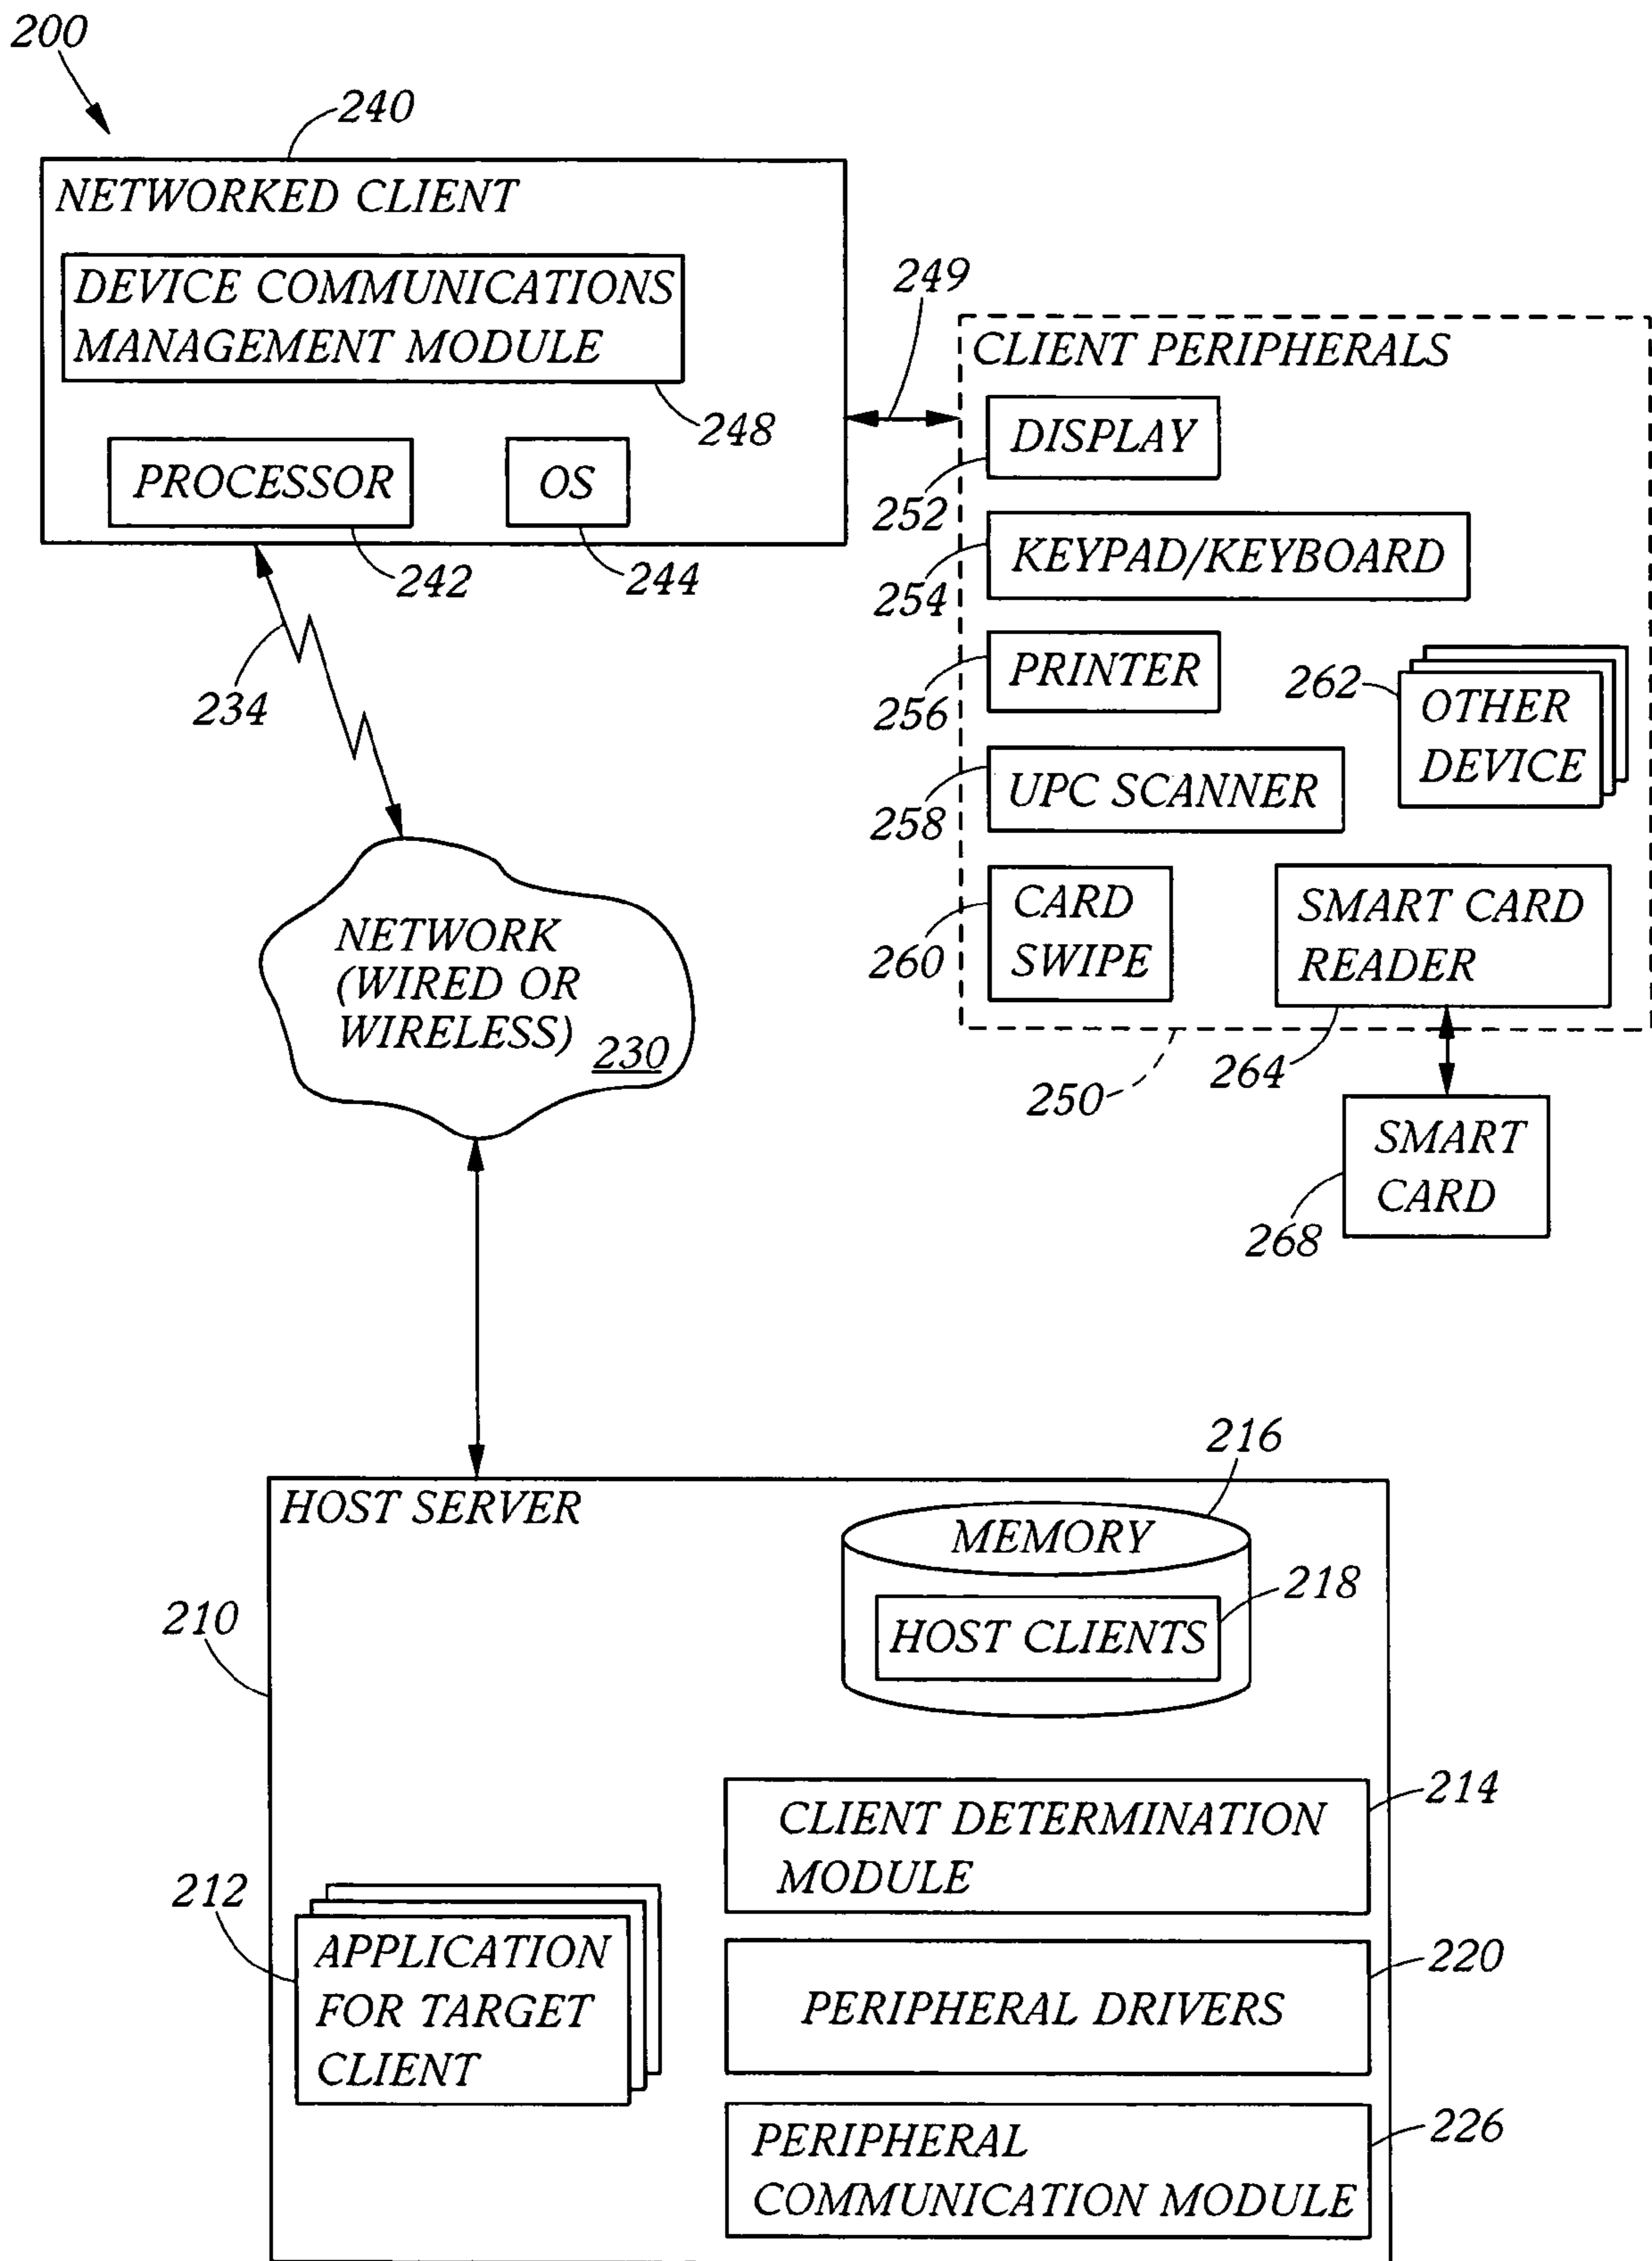 200
240
NETWORKED CLIENT
DEVICE COMMUNICATIONS
MANAGEMENT MODULE
248
PROCESSOR
OS
242
244
249
CLIENT PERIPHERALS
DISPLAY
252
KEYPAD/KEYBOARD
254
PRINTER
256
262
OTHER
DEVICE
UPC SCANNER
258
CARD
SWIPE
260
SMART CARD
READER
264
250
SMART
CARD
268
234
NETWORK
(WIRED OR
WIRELESS)
230
HOST SERVER
210
216
MEMORY
218
HOST CLIENTS
214
CLIENT DETERMINATION
MODULE
212
APPLICATION
FOR TARGET
CLIENT
220
PERIPHERAL DRIVERS
226
PERIPHERAL
COMMUNICATION MODULE